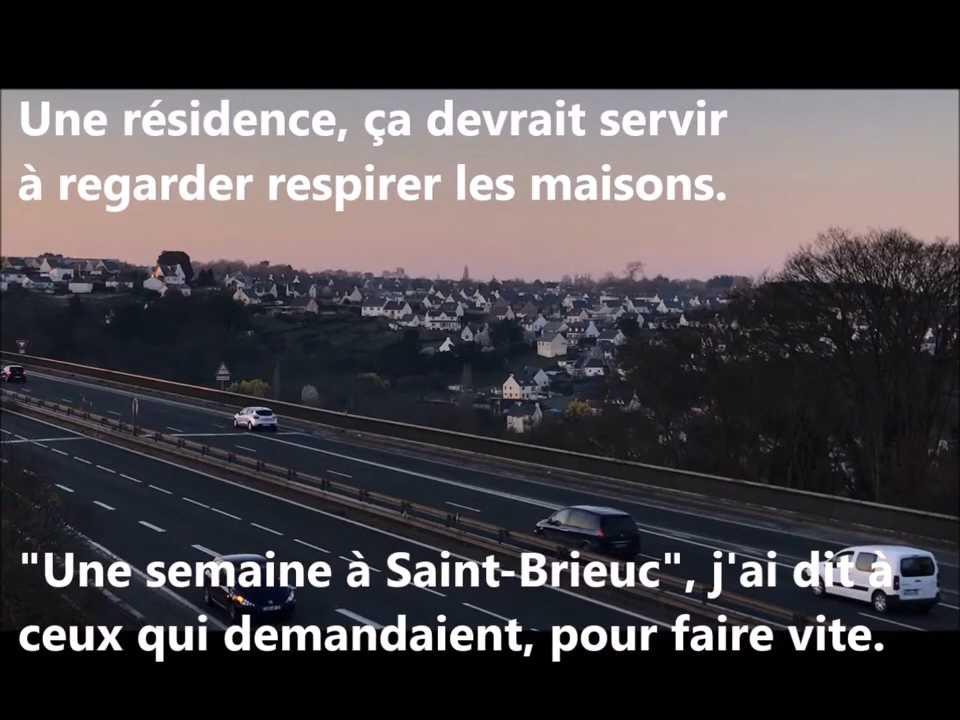 Une résidence, ça devrait servir
à regarder respirer les maisons.
"Une semaine à Saint-Brieuc", j'ai dit à
ceux qui demandaient, pour faire vite.